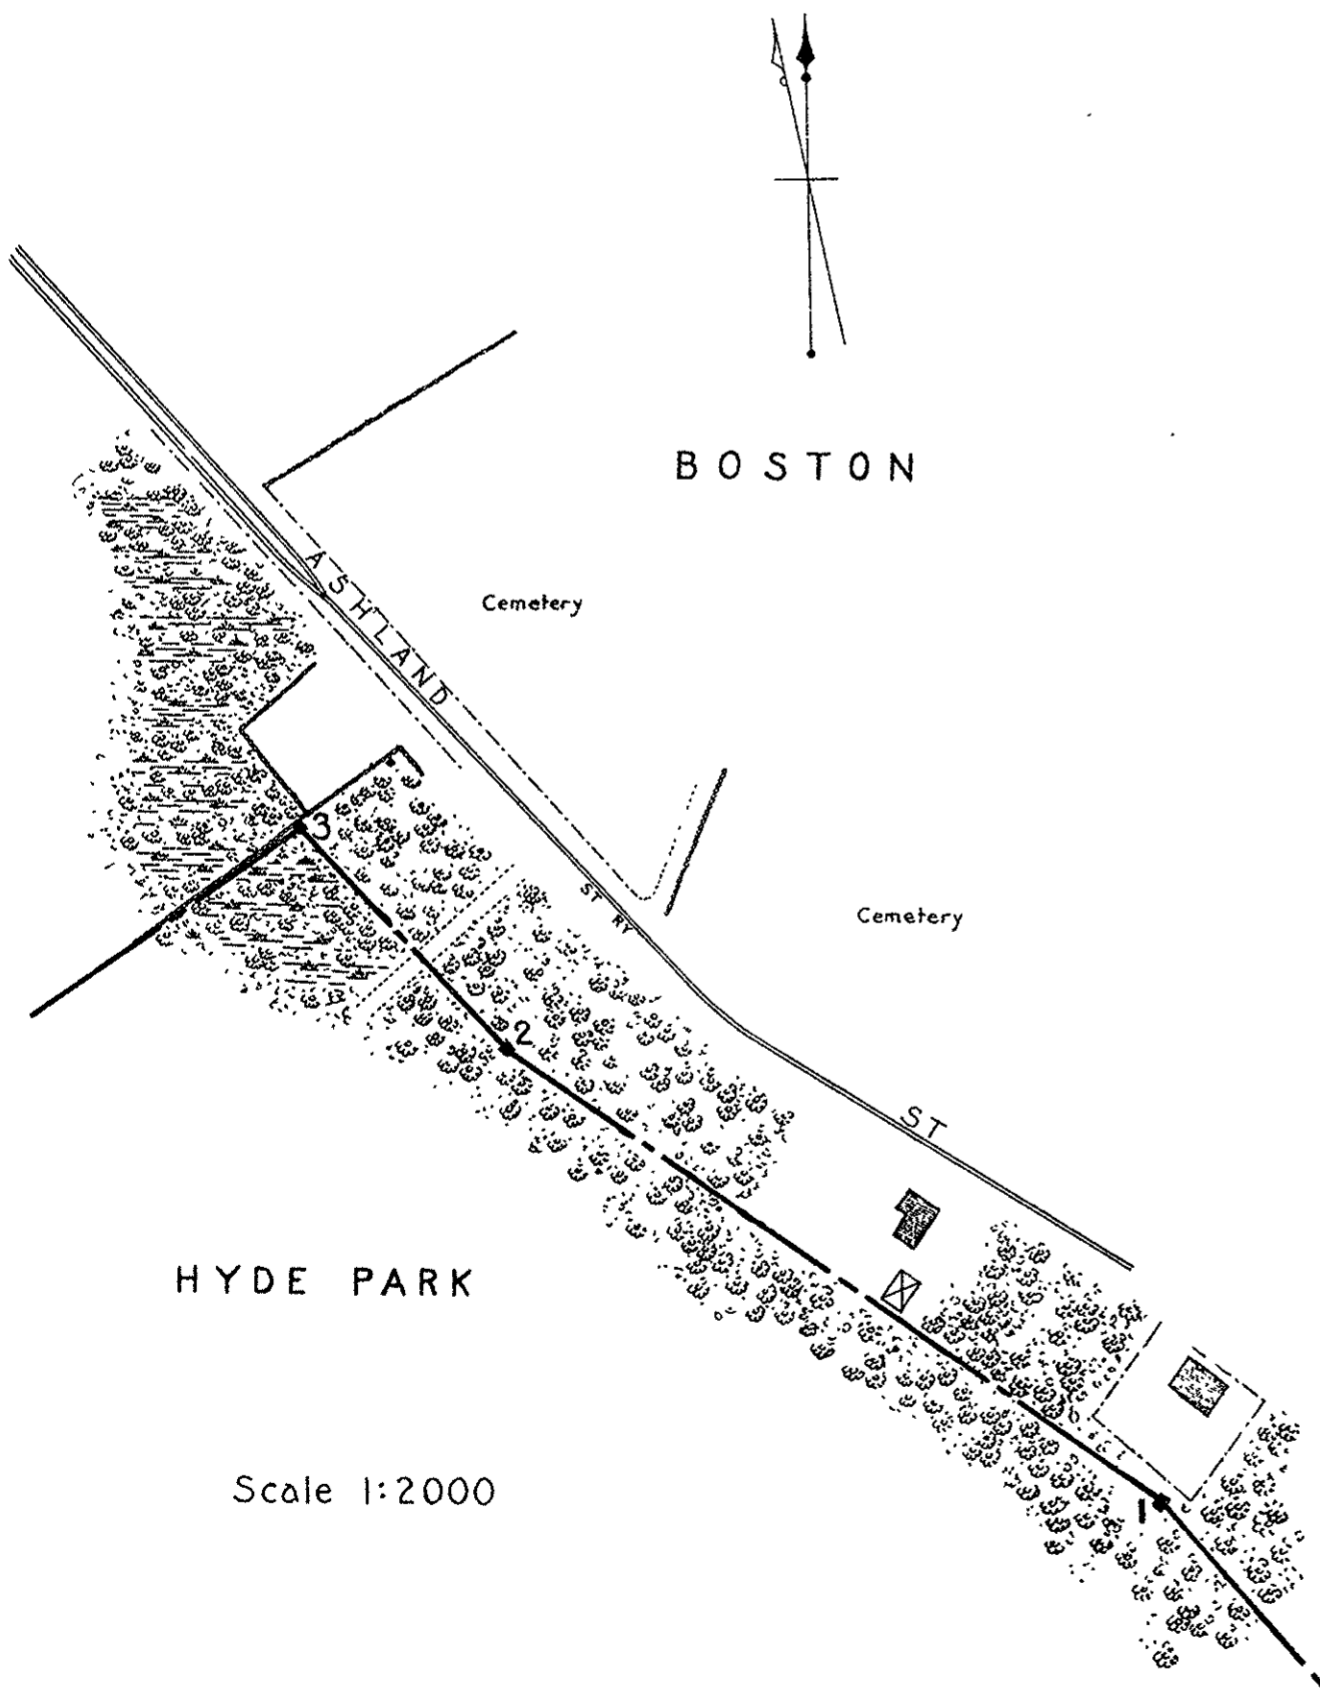 BOSTON
ASHLAND
Cemetery
3
ST RY
Cemetery
2
ST
HYDE PARK
Scale 1:2000
1